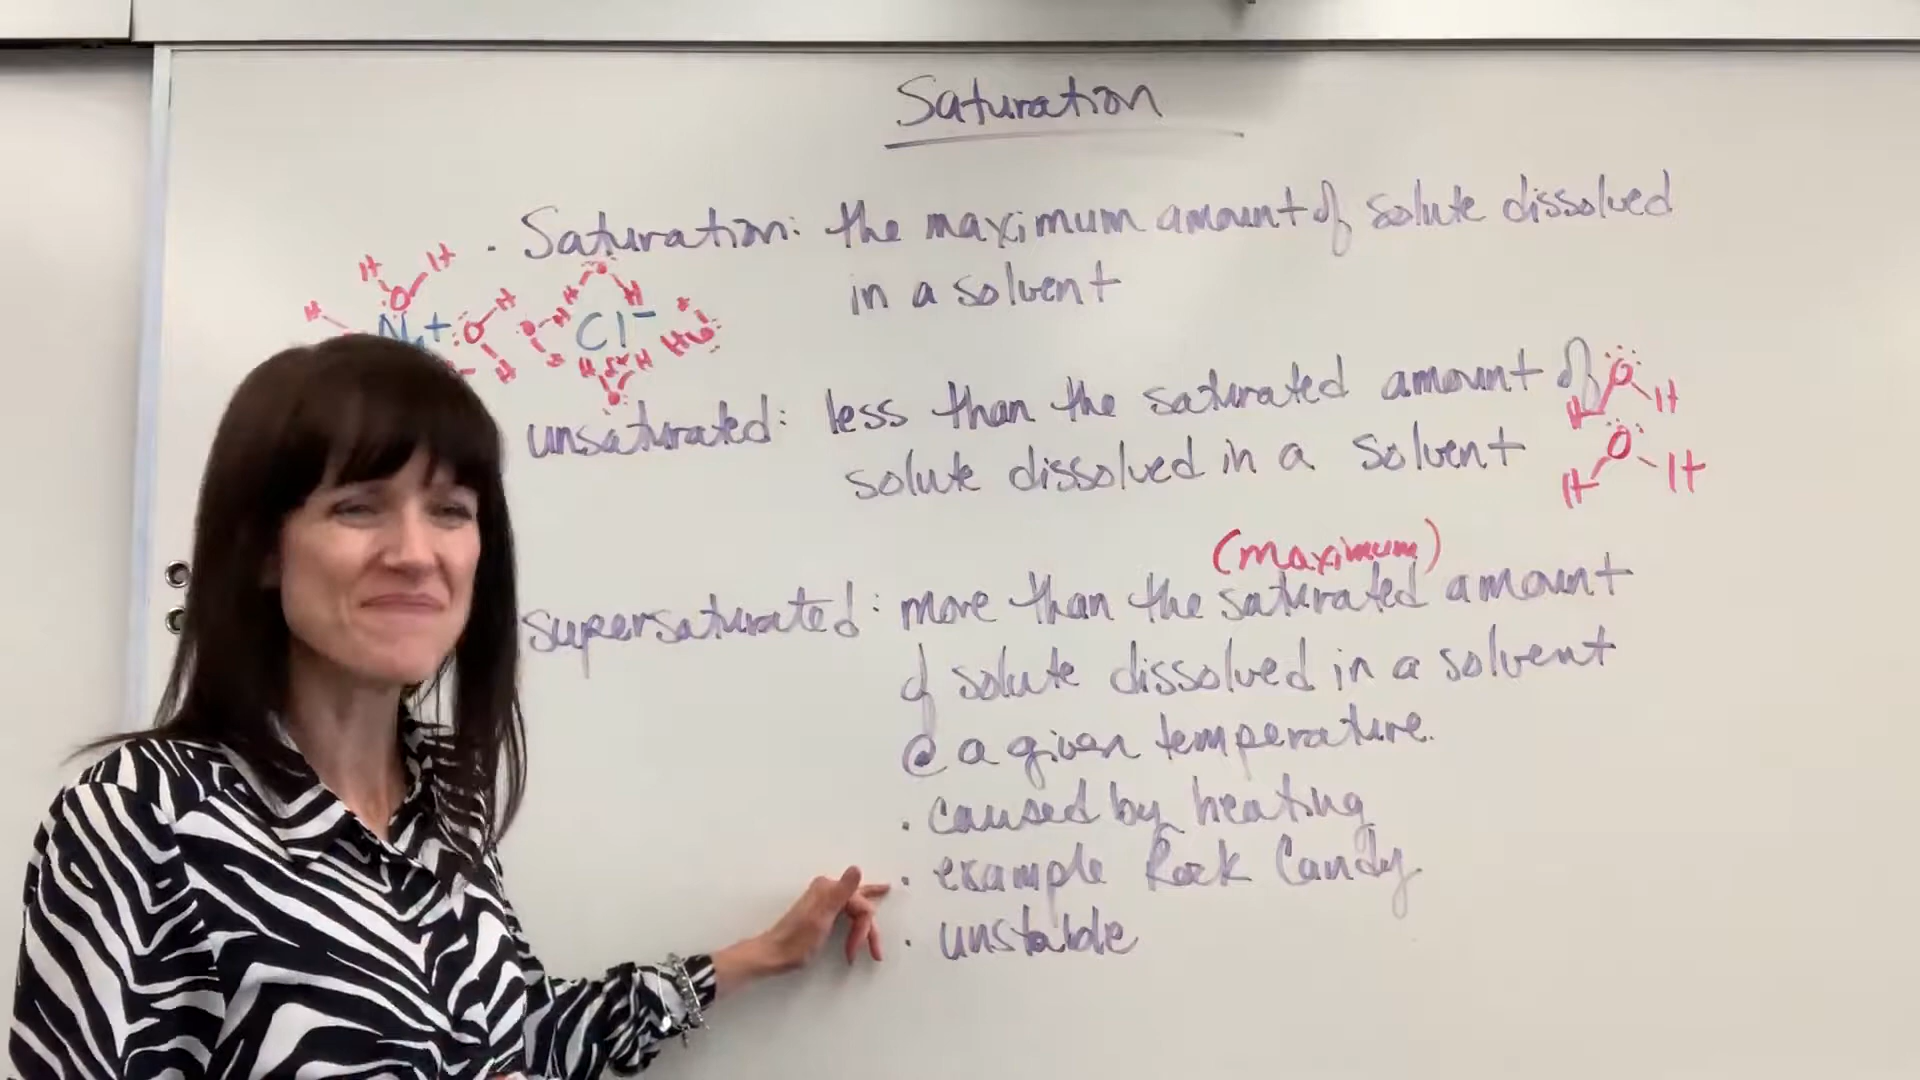 Saturation
· Saturation: the maximum amount of solute dissolved
in a solvent
H H
H O H H H
N + O H Cl⁻ H
H H H
unsaturated: less than the saturated amount of
solute dissolved in a solvent
O
H H
O
H H
(maximum)
supersaturated: more than the saturated amount
of solute dissolved in a solvent
@ a given temperature.
· caused by heating
· example Rock Candy
· unstable